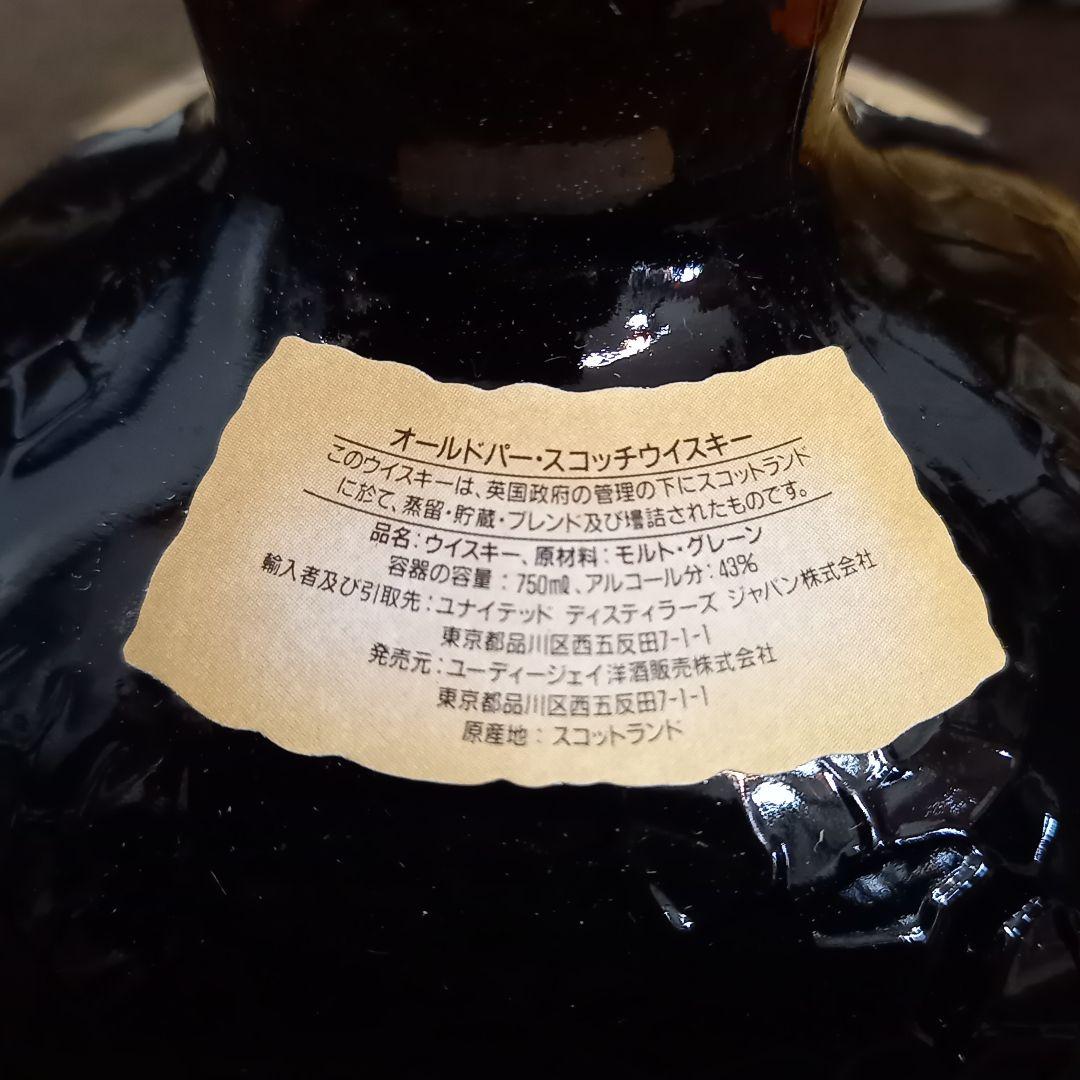 オールドパー・スコッチウイスキー
このウイスキーは、英国政府の管理の下にスコットランド
に於て、蒸留・貯蔵・ブレンド及び壜詰されたものです。
品名:ウイスキー、原材料:モルト・グレーン
容器の容量:750㎖、アルコール分:43%
輸入者及び引取先:ユナイテッド ディスティラーズ ジャパン株式会社
東京都品川区西五反田7-1-1
発売元:ユーディージェイ洋酒販売株式会社
東京都品川区西五反田7-1-1
原産地:スコットランド